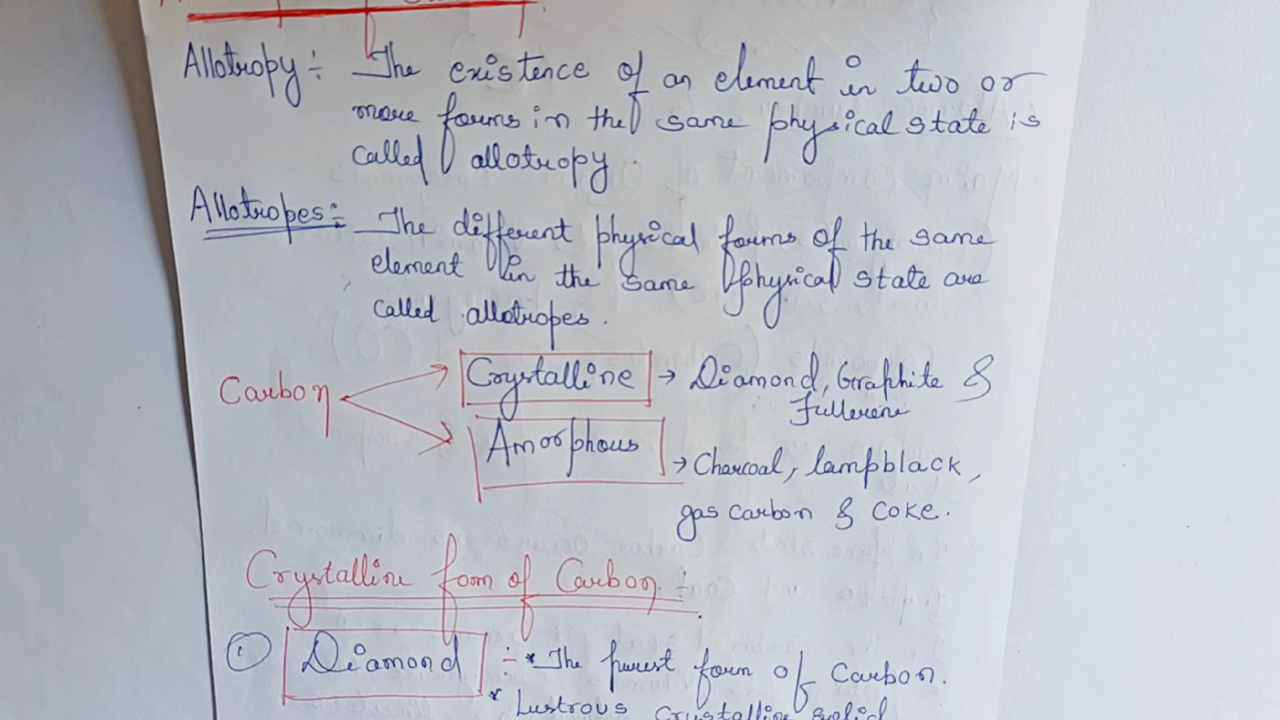 Allotropy :- The existence of an element in two or
more forms in the same physical state is
called allotropy.
Allotropes :- The different physical forms of the same
element in the same physical state are
called allotropes.
Carbon
Crystalline → Diamond, Graphite &
Fullerene
Amorphous
→ Charcoal, lampblack,
gas carbon & coke.
Crystalline form of Carbon :-
① Diamond :- * The purest form of Carbon.
* Lustrous crystalline solid